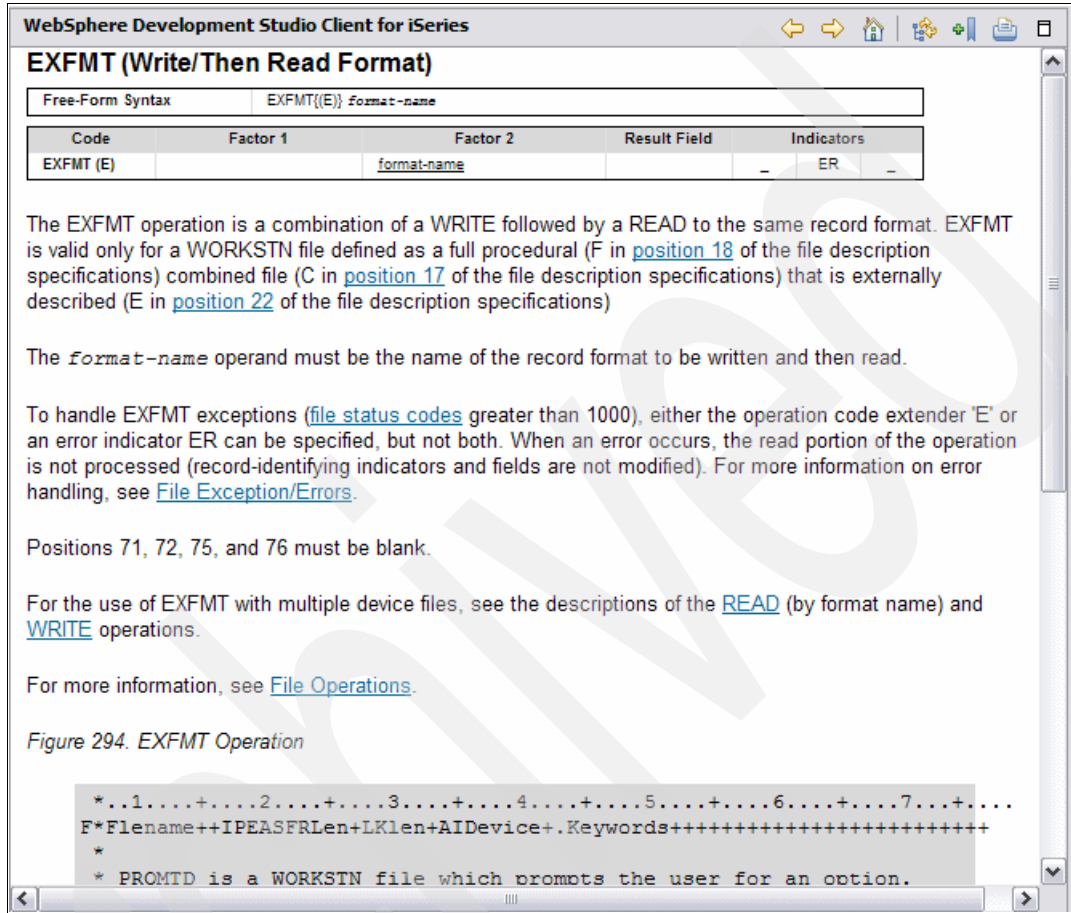 WebSphere Development Studio Client for iSeries
EXFMT (Write/Then Read Format)
Free-Form Syntax EXFMT{(E)} format-name
Code Factor 1 Factor 2 Result Field Indicators
EXFMT (E) format-name _ ER _
The EXFMT operation is a combination of a WRITE followed by a READ to the same record format. EXFMT
is valid only for a WORKSTN file defined as a full procedural (F in position 18 of the file description
specifications) combined file (C in position 17 of the file description specifications) that is externally
described (E in position 22 of the file description specifications)
The format-name operand must be the name of the record format to be written and then read.
To handle EXFMT exceptions (file status codes greater than 1000), either the operation code extender 'E' or
an error indicator ER can be specified, but not both. When an error occurs, the read portion of the operation
is not processed (record-identifying indicators and fields are not modified). For more information on error
handling, see File Exception/Errors.
Positions 71, 72, 75, and 76 must be blank.
For the use of EXFMT with multiple device files, see the descriptions of the READ (by format name) and
WRITE operations.
For more information, see File Operations.
Figure 294. EXFMT Operation
*..1....+....2....+....3....+....4....+....5....+....6....+....7...+....
F*Flename++IPEASFRLen+LKlen+AIDevice+.Keywords+++++++++++++++++++++++++
*
* PROMTD is a WORKSTN file which prompts the user for an option.